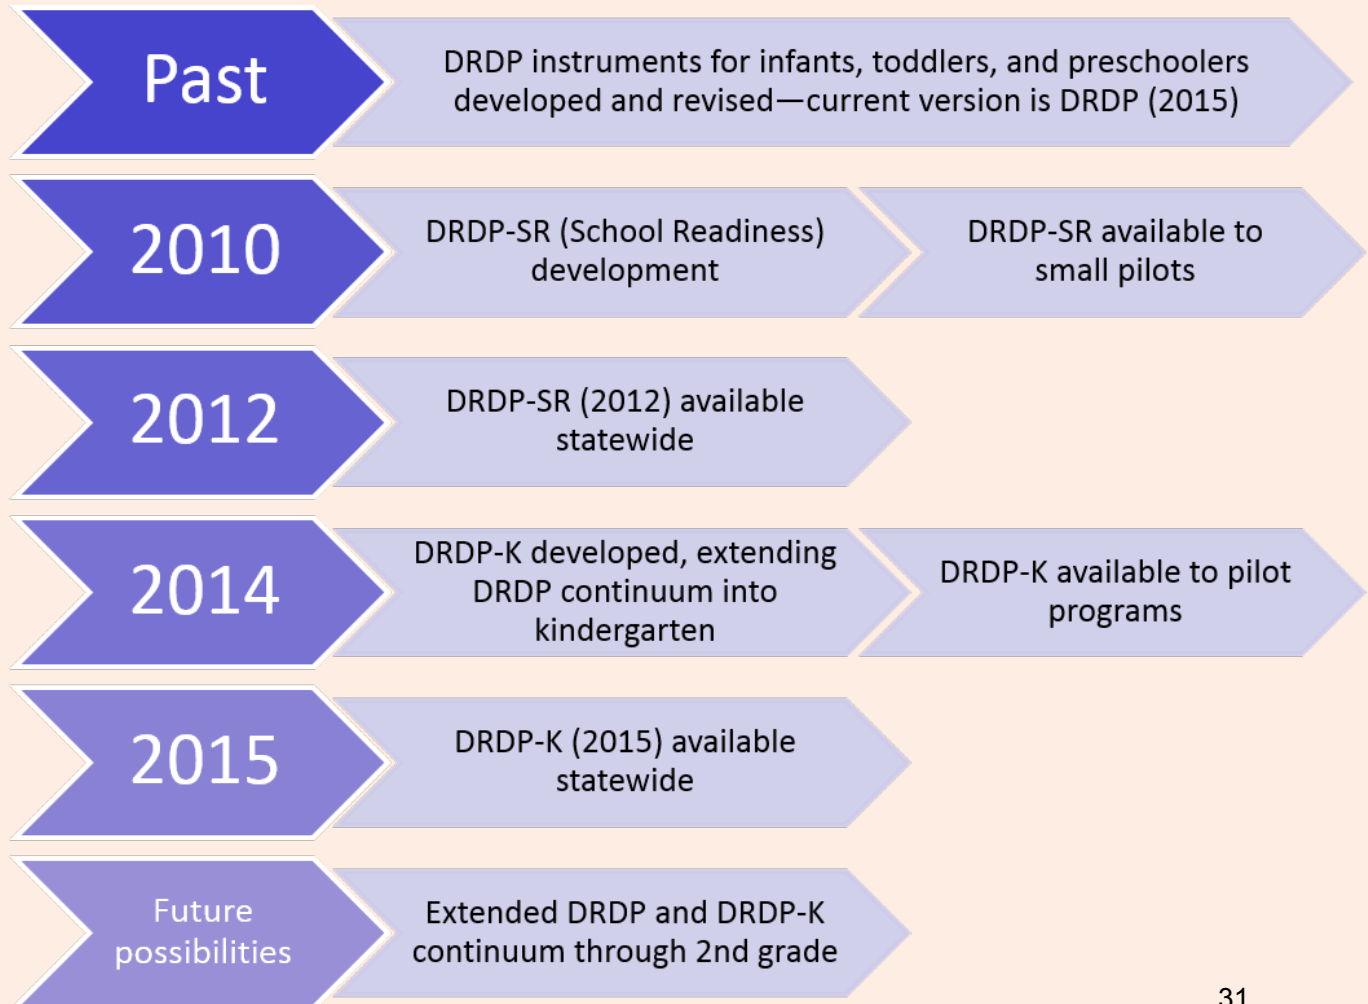 Past
DRDP instruments for infants, toddlers, and preschoolers
developed and revised—current version is DRDP (2015)
2010
DRDP-SR (School Readiness)
development
DRDP-SR available to
small pilots
2012
DRDP-SR (2012) available
statewide
2014
DRDP-K developed, extending
DRDP continuum into
kindergarten
DRDP-K available to pilot
programs
2015
DRDP-K (2015) available
statewide
Future
possibilities
Extended DRDP and DRDP-K
continuum through 2nd grade
31